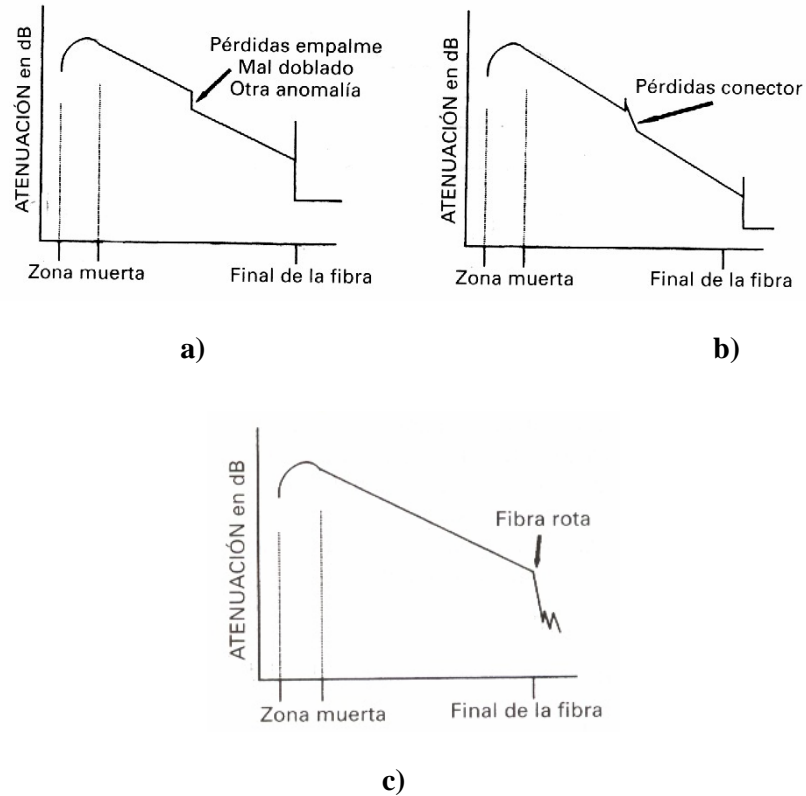 ATENUACIÓN en dB
Pérdidas empalme
Mal doblado
Otra anomalía
Zona muerta
Final de la fibra
a)
ATENUACIÓN en dB
Pérdidas conector
Zona muerta
Final de la fibra
b)
ATENUACIÓN en dB
Fibra rota
Zona muerta
Final de la fibra
c)